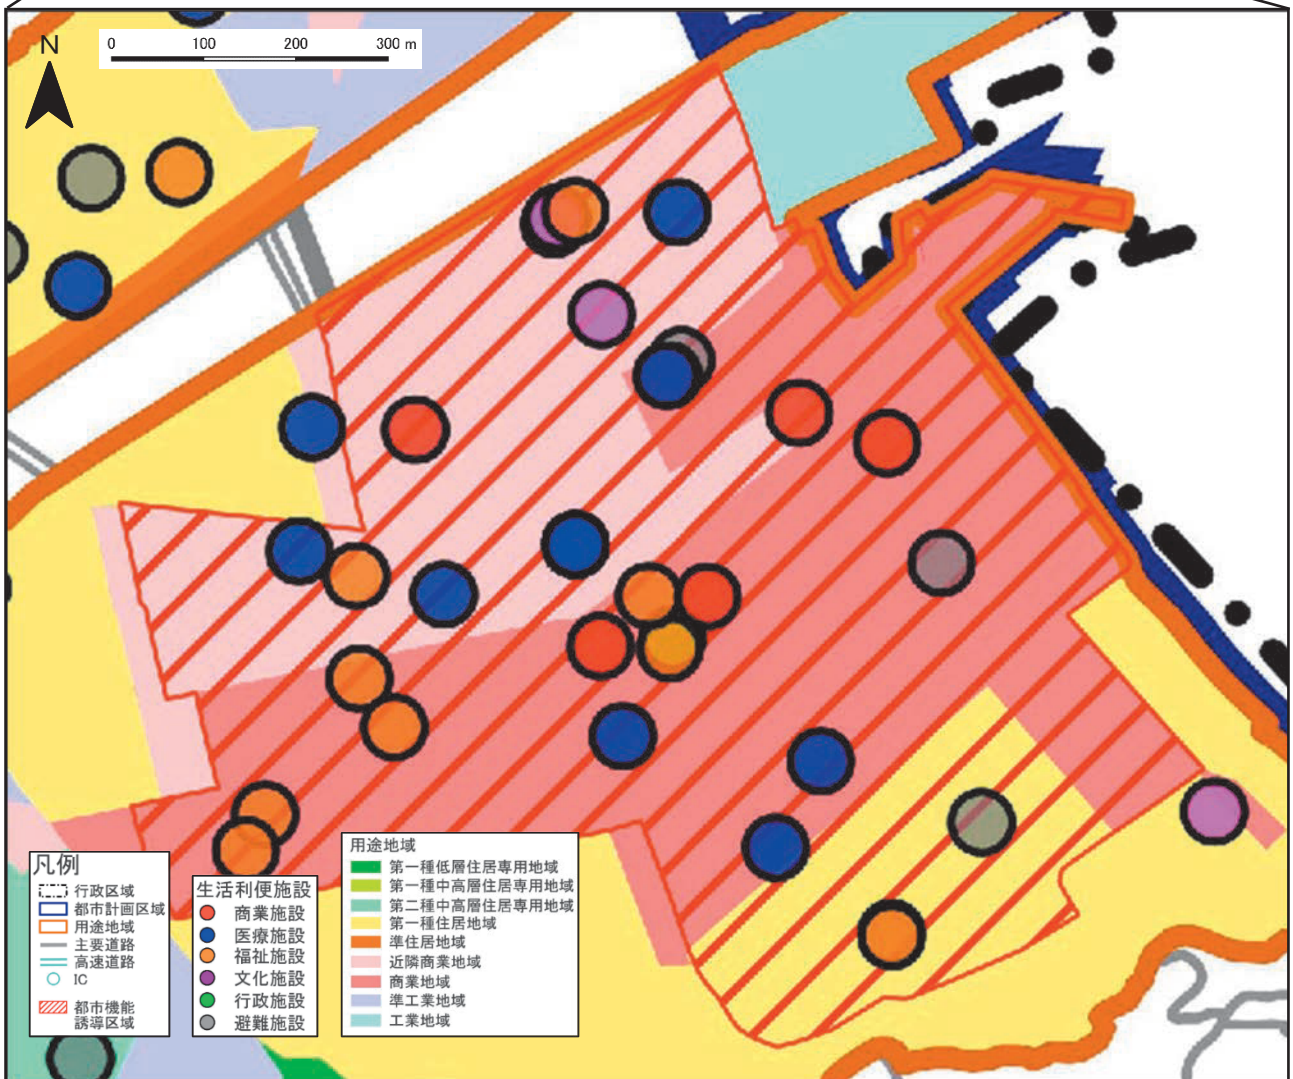 N
0 100 200 300 m
凡例
行政区域
都市計画区域
用途地域
主要道路
高速道路
IC
都市機能
誘導区域
生活利便施設
商業施設
医療施設
福祉施設
文化施設
行政施設
避難施設
用途地域
第一種低層住居専用地域
第一種中高層住居専用地域
第二種中高層住居専用地域
第一種住居地域
準住居地域
近隣商業地域
商業地域
準工業地域
工業地域